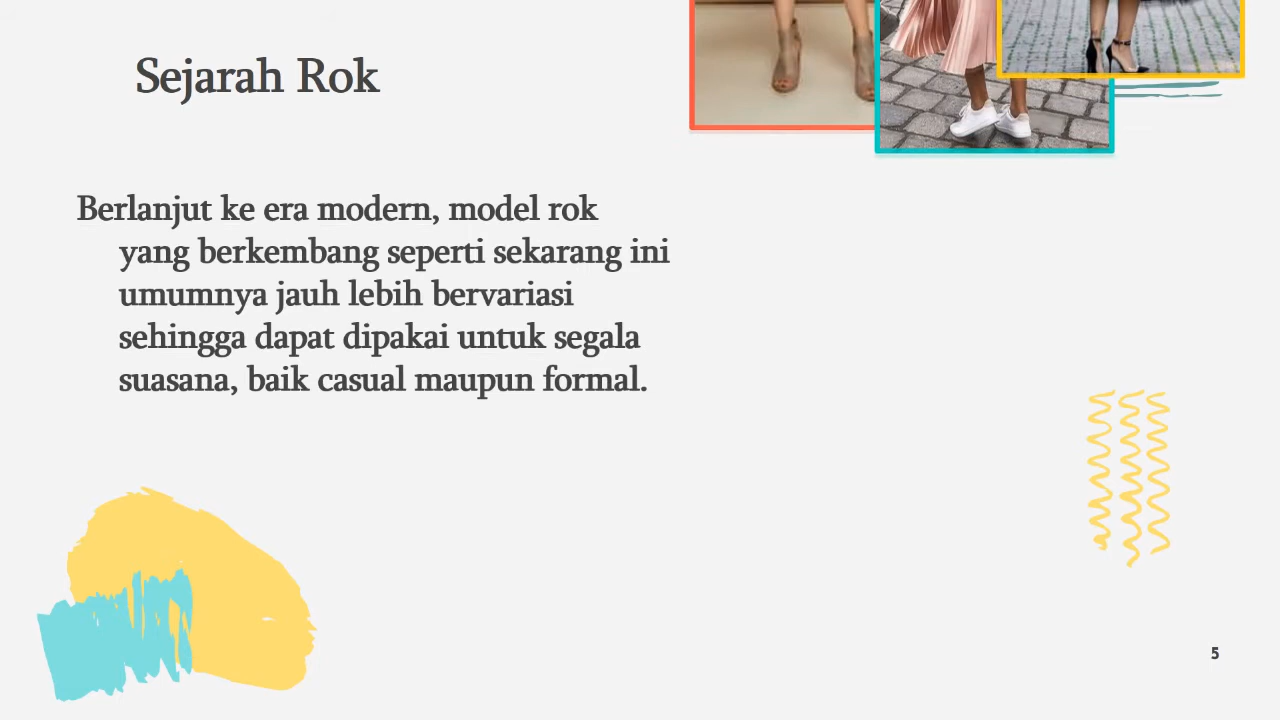 Sejarah Rok
Berlanjut ke era modern, model rok
yang berkembang seperti sekarang ini
umumnya jauh lebih bervariasi
sehingga dapat dipakai untuk segala
suasana, baik casual maupun formal.
5